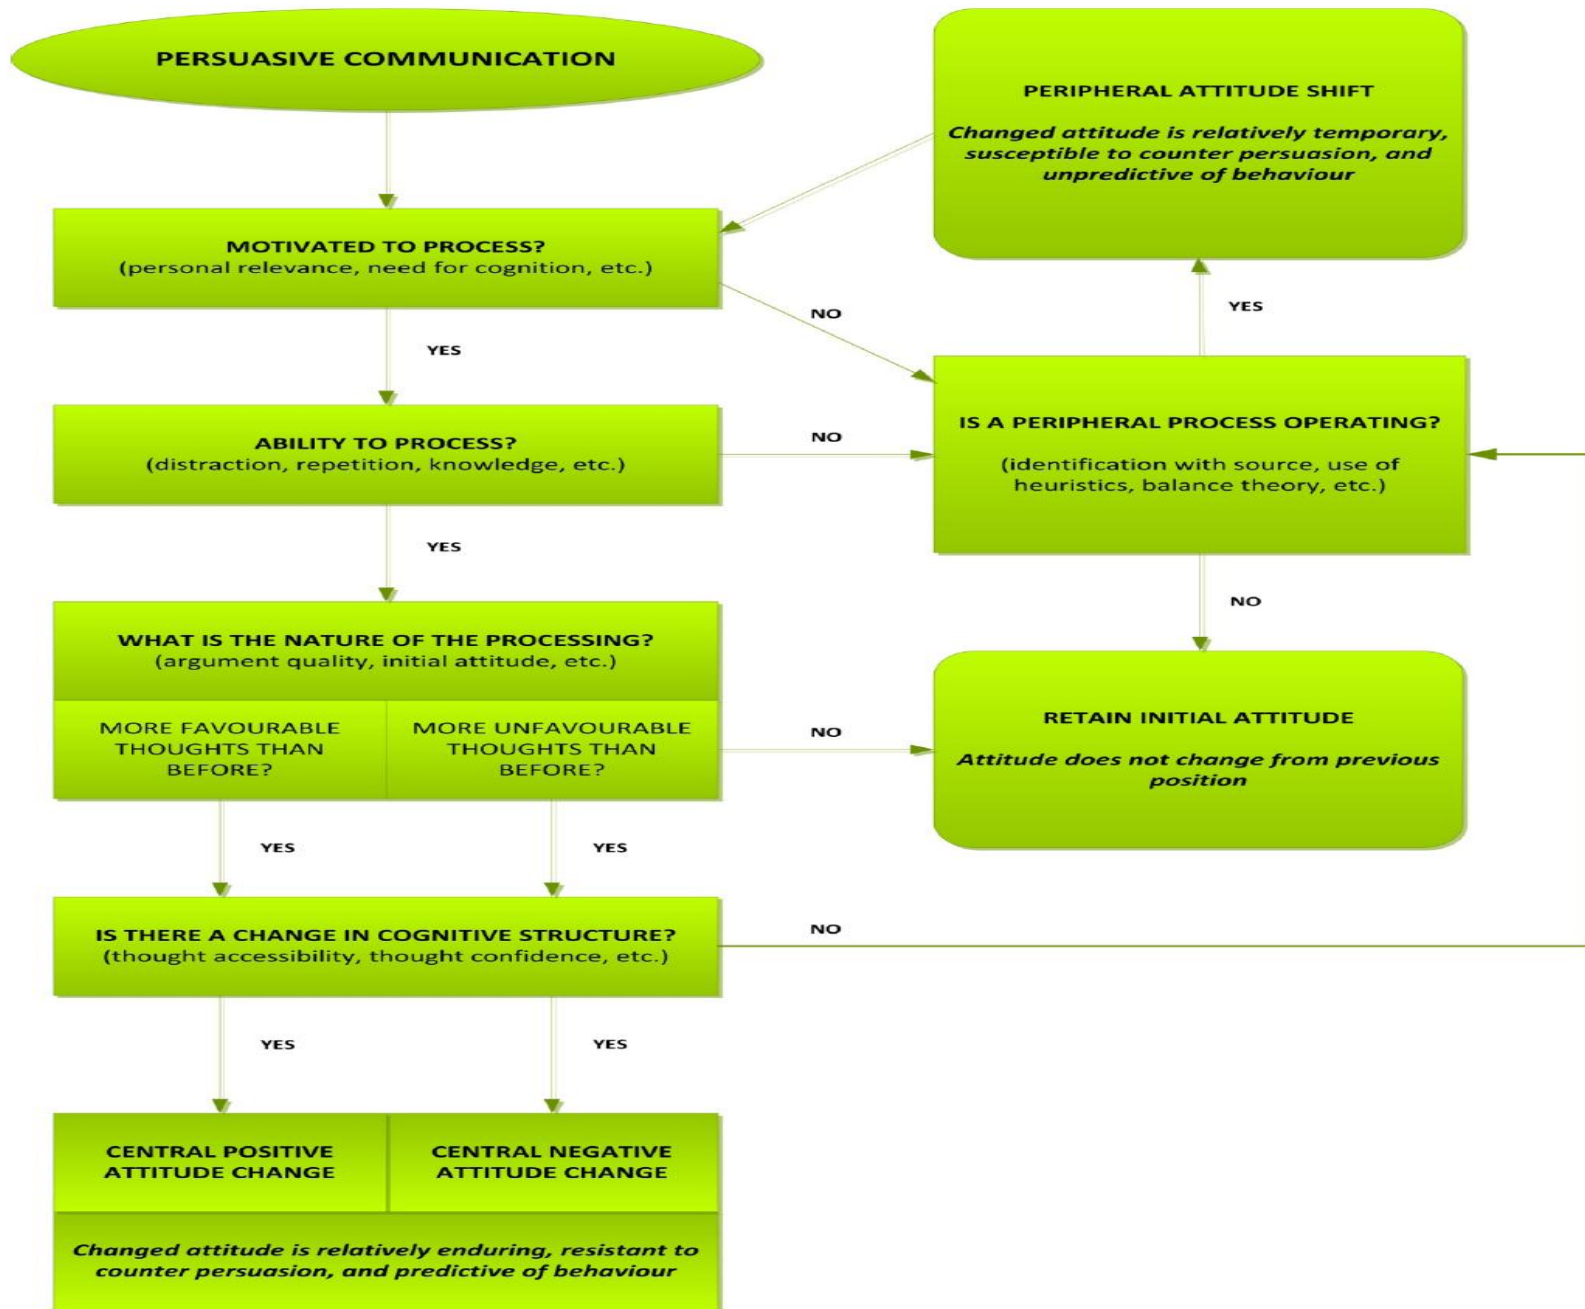 PERSUASIVE COMMUNICATION
PERIPHERAL ATTITUDE SHIFT
Changed attitude is relatively temporary,
susceptible to counter persuasion, and
unpredictive of behaviour
MOTIVATED TO PROCESS?
(personal relevance, need for cognition, etc.)
NO
YES
YES
ABILITY TO PROCESS?
(distraction, repetition, knowledge, etc.)
NO
IS A PERIPHERAL PROCESS OPERATING?
(identification with source, use of
heuristics, balance theory, etc.)
YES
NO
WHAT IS THE NATURE OF THE PROCESSING?
(argument quality, initial attitude, etc.)
MORE FAVOURABLE
THOUGHTS THAN
BEFORE?
MORE UNFAVOURABLE
THOUGHTS THAN
BEFORE?
NO
RETAIN INITIAL ATTITUDE
Attitude does not change from previous
position
YES
YES
IS THERE A CHANGE IN COGNITIVE STRUCTURE?
(thought accessibility, thought confidence, etc.)
NO
YES
YES
CENTRAL POSITIVE
ATTITUDE CHANGE
CENTRAL NEGATIVE
ATTITUDE CHANGE
Changed attitude is relatively enduring, resistant to
counter persuasion, and predictive of behaviour